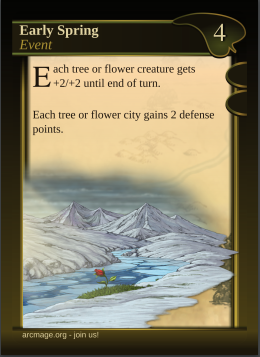 Early Spring
Event
4
Each tree or flower creature gets
+2/+2 until end of turn.
Each tree or flower city gains 2 defense
points.
arcmage.org - join us!